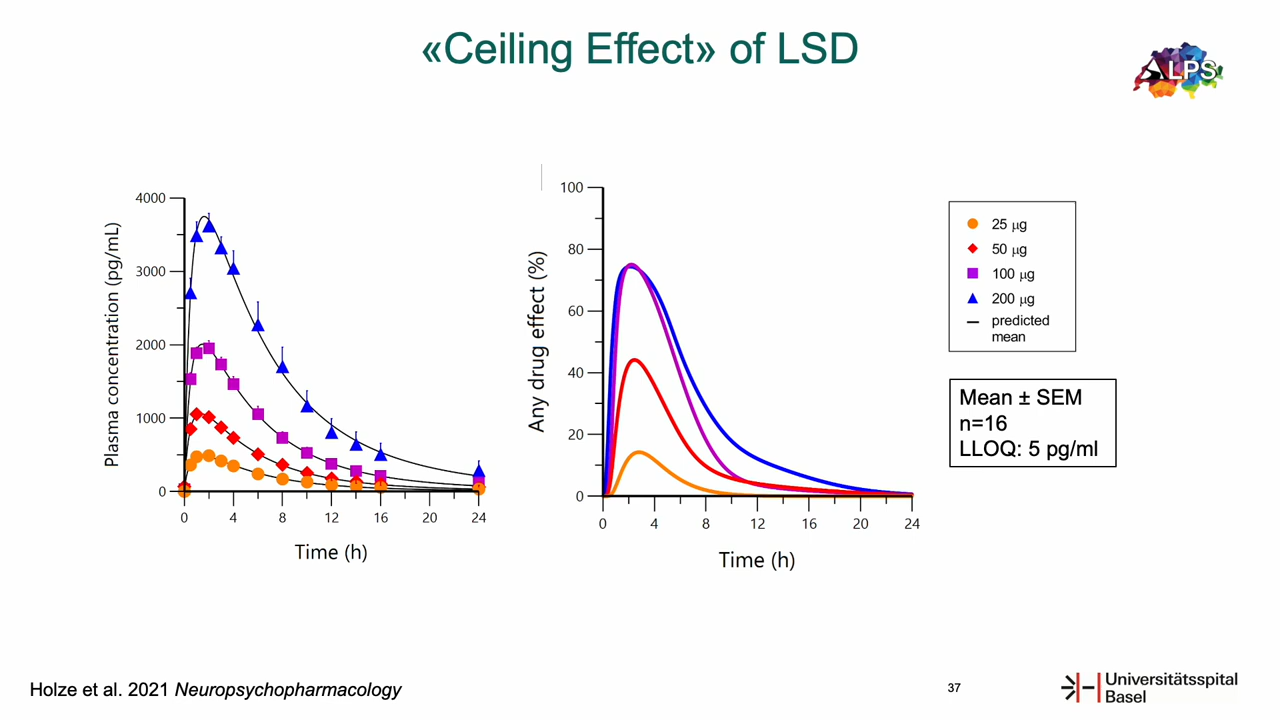 «Ceiling Effect» of LSD
ALPS
Plasma concentration (pg/mL)
4000
3000
2000
1000
0
0 4 8 12 16 20 24
Time (h)
Any drug effect (%)
100
80
60
40
20
0
0 4 8 12 16 20 24
Time (h)
25 µg
50 µg
100 µg
200 µg
predicted
mean
Mean ± SEM
n=16
LLOQ: 5 pg/ml
Holze et al. 2021 Neuropsychopharmacology
37
Universitätsspital
Basel